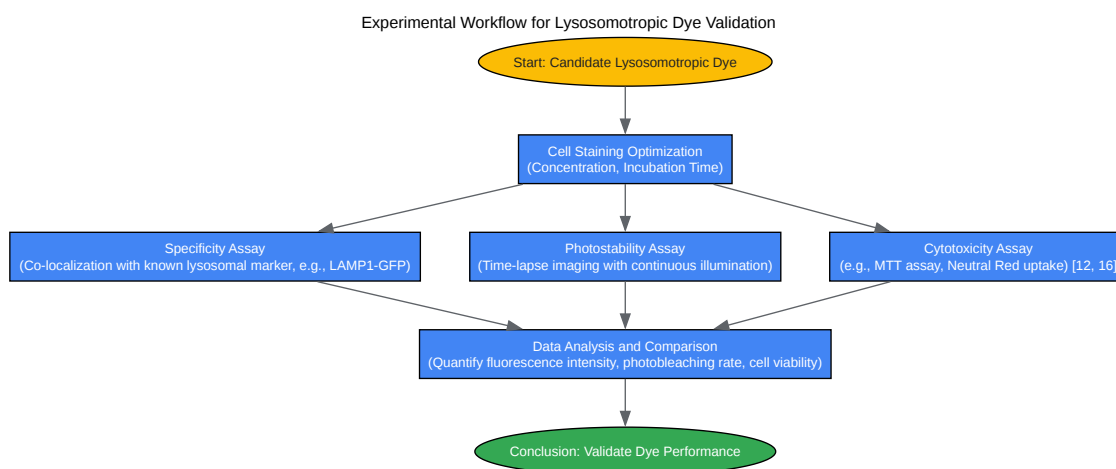 Experimental Workflow for Lysosomotropic Dye Validation
Start: Candidate Lysosomotropic Dye
Cell Staining Optimization
(Concentration, Incubation Time)
Specificity Assay
(Co-localization with known lysosomal marker, e.g., LAMP1-GFP)
Photostability Assay
(Time-lapse imaging with continuous illumination)
Cytotoxicity Assay
(e.g., MTT assay, Neutral Red uptake) [12, 16]
Data Analysis and Comparison
(Quantify fluorescence intensity, photobleaching rate, cell viability)
Conclusion: Validate Dye Performance